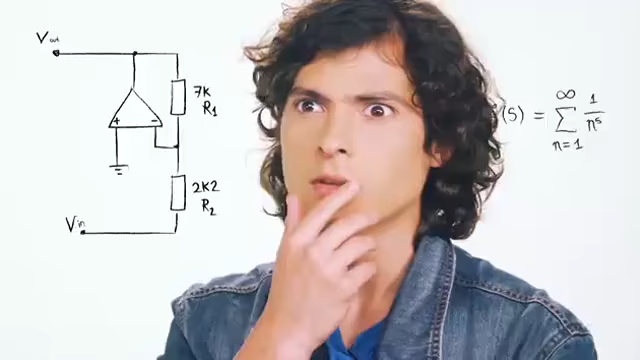 Vout
7k
R1
+ -
2K2
R2
Vin
(s) = ∞ ∑ n=1 1/n^s